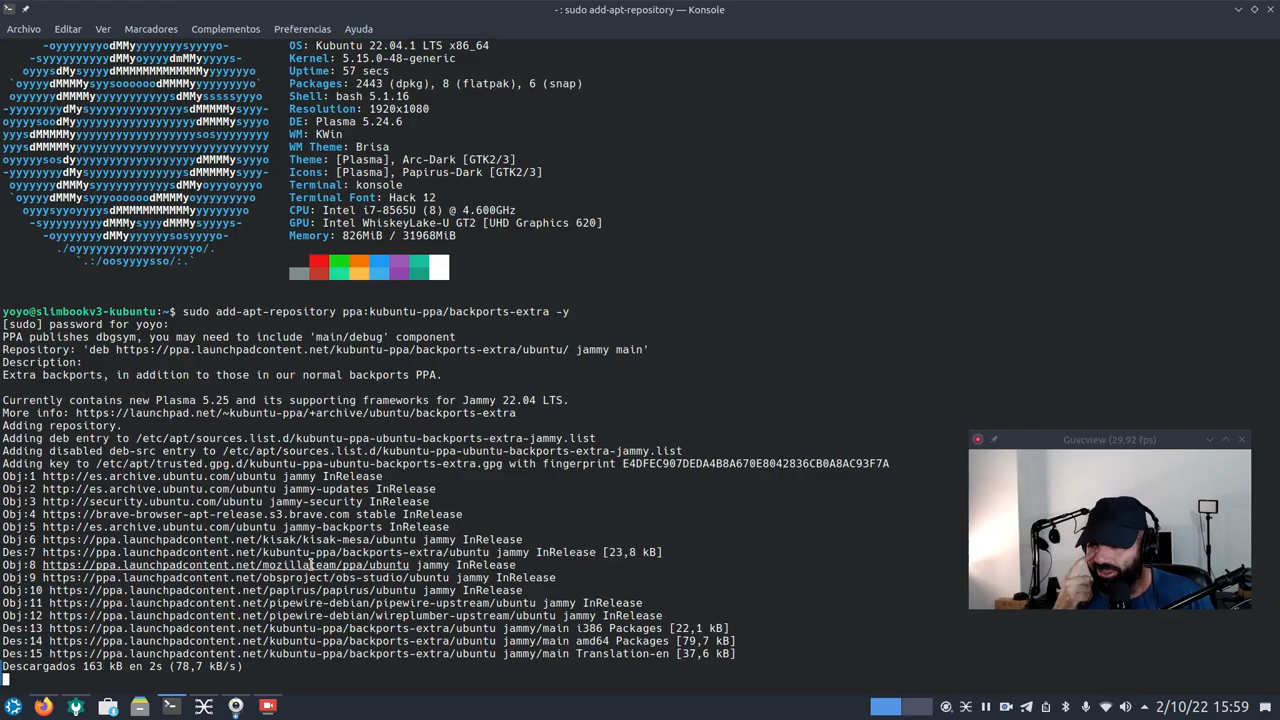 - : sudo add-apt-repository — Konsole
Archivo Editar Ver Marcadores Complementos Preferencias Ayuda
-oyyyyyyyodMMyyyyyyyysyyyyo- OS: Kubuntu 22.04.1 LTS x86_64
-syyyyyyyyyydMMyoyyyydmMMyyyyys- Kernel: 5.15.0-48-generic
oyyysdMysyyyydMMMMMMMMMMMMMyyyyyyyo Uptime: 57 secs
`oyyyydMMMMysyysoooooodMMMMyyyyyyyyyo` Packages: 2443 (dpkg), 8 (flatpak), 6 (snap)
oyyyyyydMMMMyyyyyyyyyyyysdMMysssssyyyo Shell: bash 5.1.16
-yyyyyyyydMysyyyyyyyyyyyyyysdMMMMMysyyy- Resolution: 1920x1080
oyyyysoodMyyyyyyyyyyyyyyyyyyydMMMMysyyyo DE: Plasma 5.24.6
yyysdMMMMMyyyyyyyyyyyyyyyyyyysosyyyyyyyy WM: KWin
yyysdMMMMMyyyyyyyyyyyyyyyyyyyyyyyyyyyyyy WM Theme: Brisa
oyyyyysosdyyyyyyyyyyyyyyyyyyydMMMMysyyyo Theme: [Plasma], Arc-Dark [GTK2/3]
-yyyyyyyydMysyyyyyyyyyyyyyysdMMMMMysyyy- Icons: [Plasma], Papirus-Dark [GTK2/3]
oyyyyyydMMMysyyyyyyyyyyysdMMyoyyyoyyyo Terminal: konsole
`oyyyydMMMysyyyoooooodMMMMyoyyyyyyyyo` Terminal Font: Hack 12
oyyysyyoyyyysdMMMMMMMMMMMyyyyyyyyo CPU: Intel i7-8565U (8) @ 4.600GHz
-syyyyyyyyydMMMysyyydMMMysyyyys- GPU: Intel WhiskeyLake-U GT2 [UHD Graphics 620]
-oyyyyyyydMMyyyyyysosyyyyo- Memory: 826MiB / 31968MiB
./oyyyyyyyyyyyyyyyyyyo/.
`.:/oosyyyysso/:.`
yoyo@slimbookv3-kubuntu:~$ sudo add-apt-repository ppa:kubuntu-ppa/backports-extra -y
[sudo] password for yoyo:
PPA publishes dbgsym, you may need to include 'main/debug' component
Repository: 'deb https://ppa.launchpadcontent.net/kubuntu-ppa/backports-extra/ubuntu/ jammy main'
Description:
Extra backports, in addition to those in our normal backports PPA.
Currently contains new Plasma 5.25 and its supporting frameworks for Jammy 22.04 LTS.
More info: https://launchpad.net/~kubuntu-ppa/+archive/ubuntu/backports-extra
Adding repository.
Adding deb entry to /etc/apt/sources.list.d/kubuntu-ppa-ubuntu-backports-extra-jammy.list
Adding disabled deb-src entry to /etc/apt/sources.list.d/kubuntu-ppa-ubuntu-backports-extra-jammy.list
Adding key to /etc/apt/trusted.gpg.d/kubuntu-ppa-ubuntu-backports-extra.gpg with fingerprint E4DFEC907DEDA4B8A670E8042836CB0A8AC93F7A
Obj:1 http://es.archive.ubuntu.com/ubuntu jammy InRelease
Obj:2 http://es.archive.ubuntu.com/ubuntu jammy-updates InRelease
Obj:3 http://security.ubuntu.com/ubuntu jammy-security InRelease
Obj:4 https://brave-browser-apt-release.s3.brave.com stable InRelease
Obj:5 http://es.archive.ubuntu.com/ubuntu jammy-backports InRelease
Obj:6 https://ppa.launchpadcontent.net/kisak/kisak-mesa/ubuntu jammy InRelease
Des:7 https://ppa.launchpadcontent.net/kubuntu-ppa/backports-extra/ubuntu jammy InRelease [23,8 kB]
Obj:8 https://ppa.launchpadcontent.net/mozillateam/ppa/ubuntu jammy InRelease
Obj:9 https://ppa.launchpadcontent.net/obsproject/obs-studio/ubuntu jammy InRelease
Obj:10 https://ppa.launchpadcontent.net/papirus/papirus/ubuntu jammy InRelease
Obj:11 https://ppa.launchpadcontent.net/pipewire-debian/pipewire-upstream/ubuntu jammy InRelease
Obj:12 https://ppa.launchpadcontent.net/pipewire-debian/wireplumber-upstream/ubuntu jammy InRelease
Des:13 https://ppa.launchpadcontent.net/kubuntu-ppa/backports-extra/ubuntu jammy/main i386 Packages [22,1 kB]
Des:14 https://ppa.launchpadcontent.net/kubuntu-ppa/backports-extra/ubuntu jammy/main amd64 Packages [79,7 kB]
Des:15 https://ppa.launchpadcontent.net/kubuntu-ppa/backports-extra/ubuntu jammy/main Translation-en [37,6 kB]
Descargados 163 kB en 2s (78,7 kB/s)
Guvcview (29,92 fps)
2/10/22 15:59